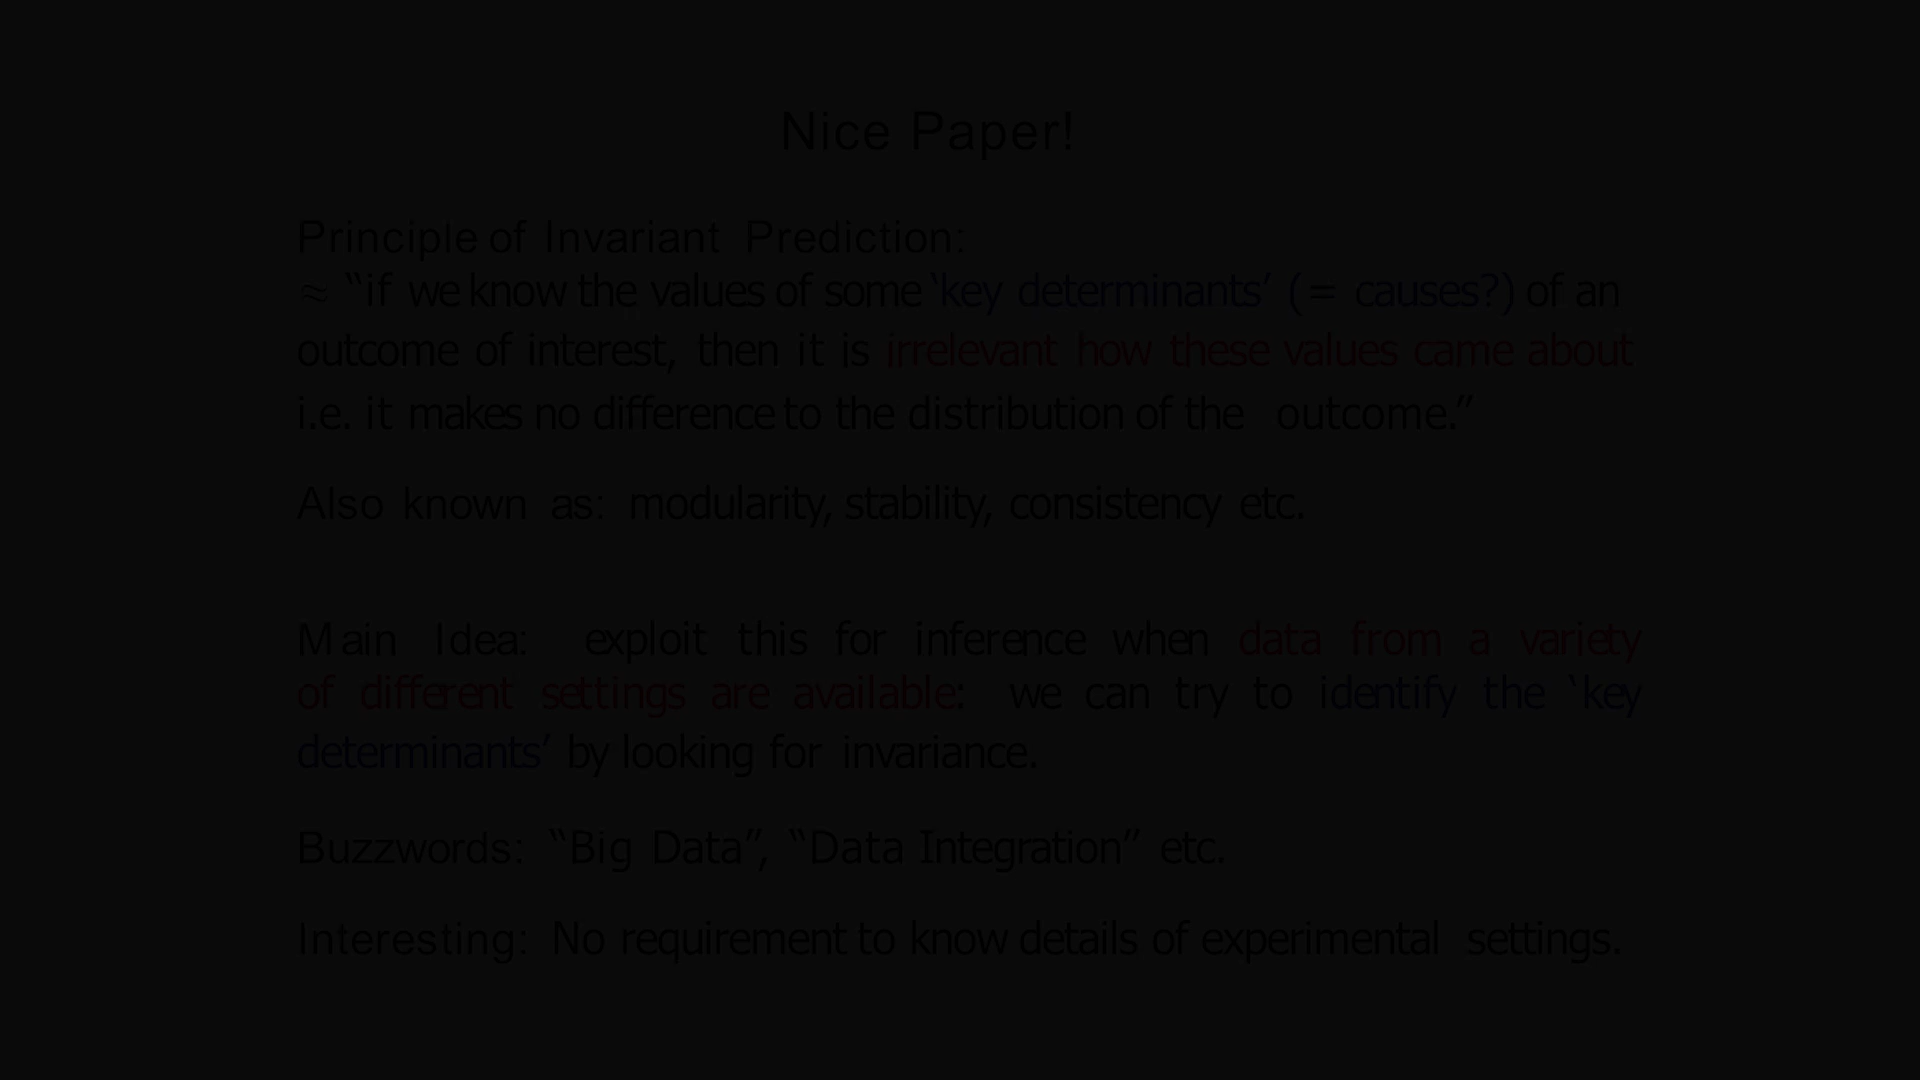 Nice Paper!
Principle of Invariant Prediction:
≈ “if we know the values of some ‘key determinants’ (= causes?) of an
outcome of interest, then it is irrelevant how these values came about
i.e. it makes no difference to the distribution of the outcome.”
Also known as: modularity, stability, consistency etc.
Main Idea: exploit this for inference when data from a variety
of different settings are available: we can try to identify the ‘key
determinants’ by looking for invariance.
Buzzwords: “Big Data”, “Data Integration” etc.
Interesting: No requirement to know details of experimental settings.